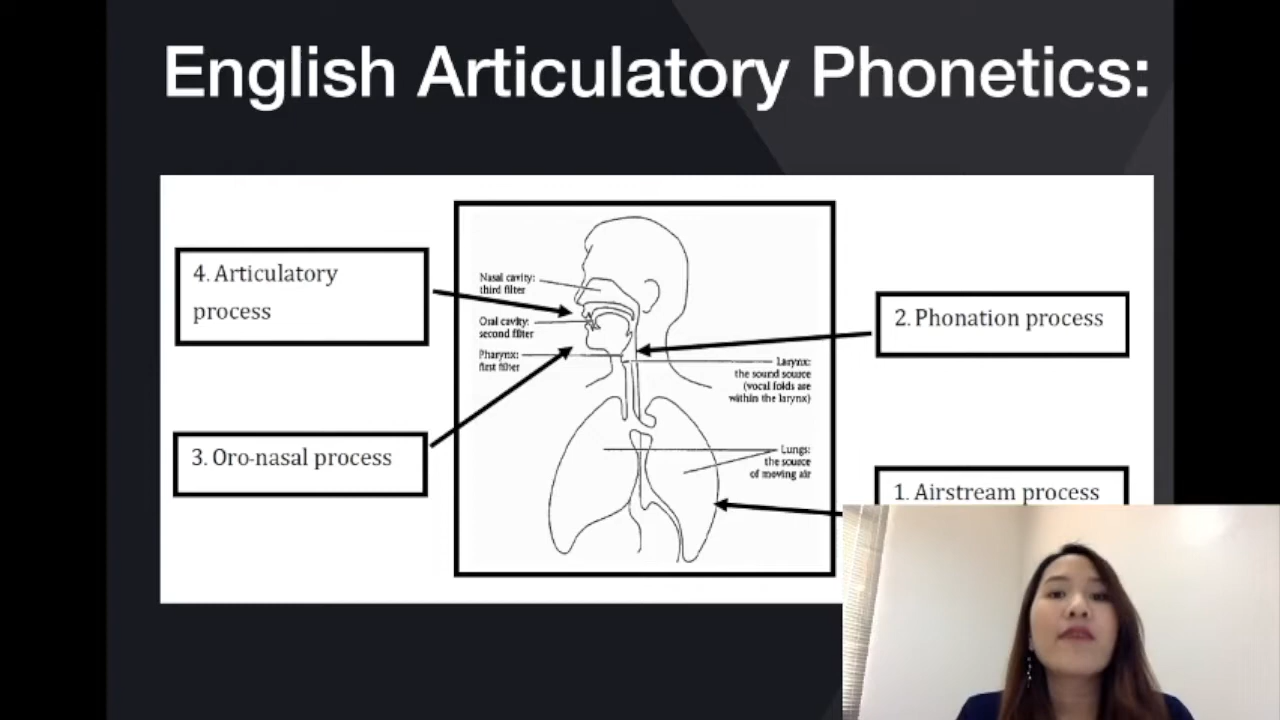 English Articulatory Phonetics:
4. Articulatory
process
3. Oro-nasal process
Nasal cavity:
third filter
Oral cavity:
second filter
Pharynx:
first filter
Larynx:
the sound source
(vocal folds are
within the larynx)
Lungs:
the source
of moving air
2. Phonation process
1. Airstream process